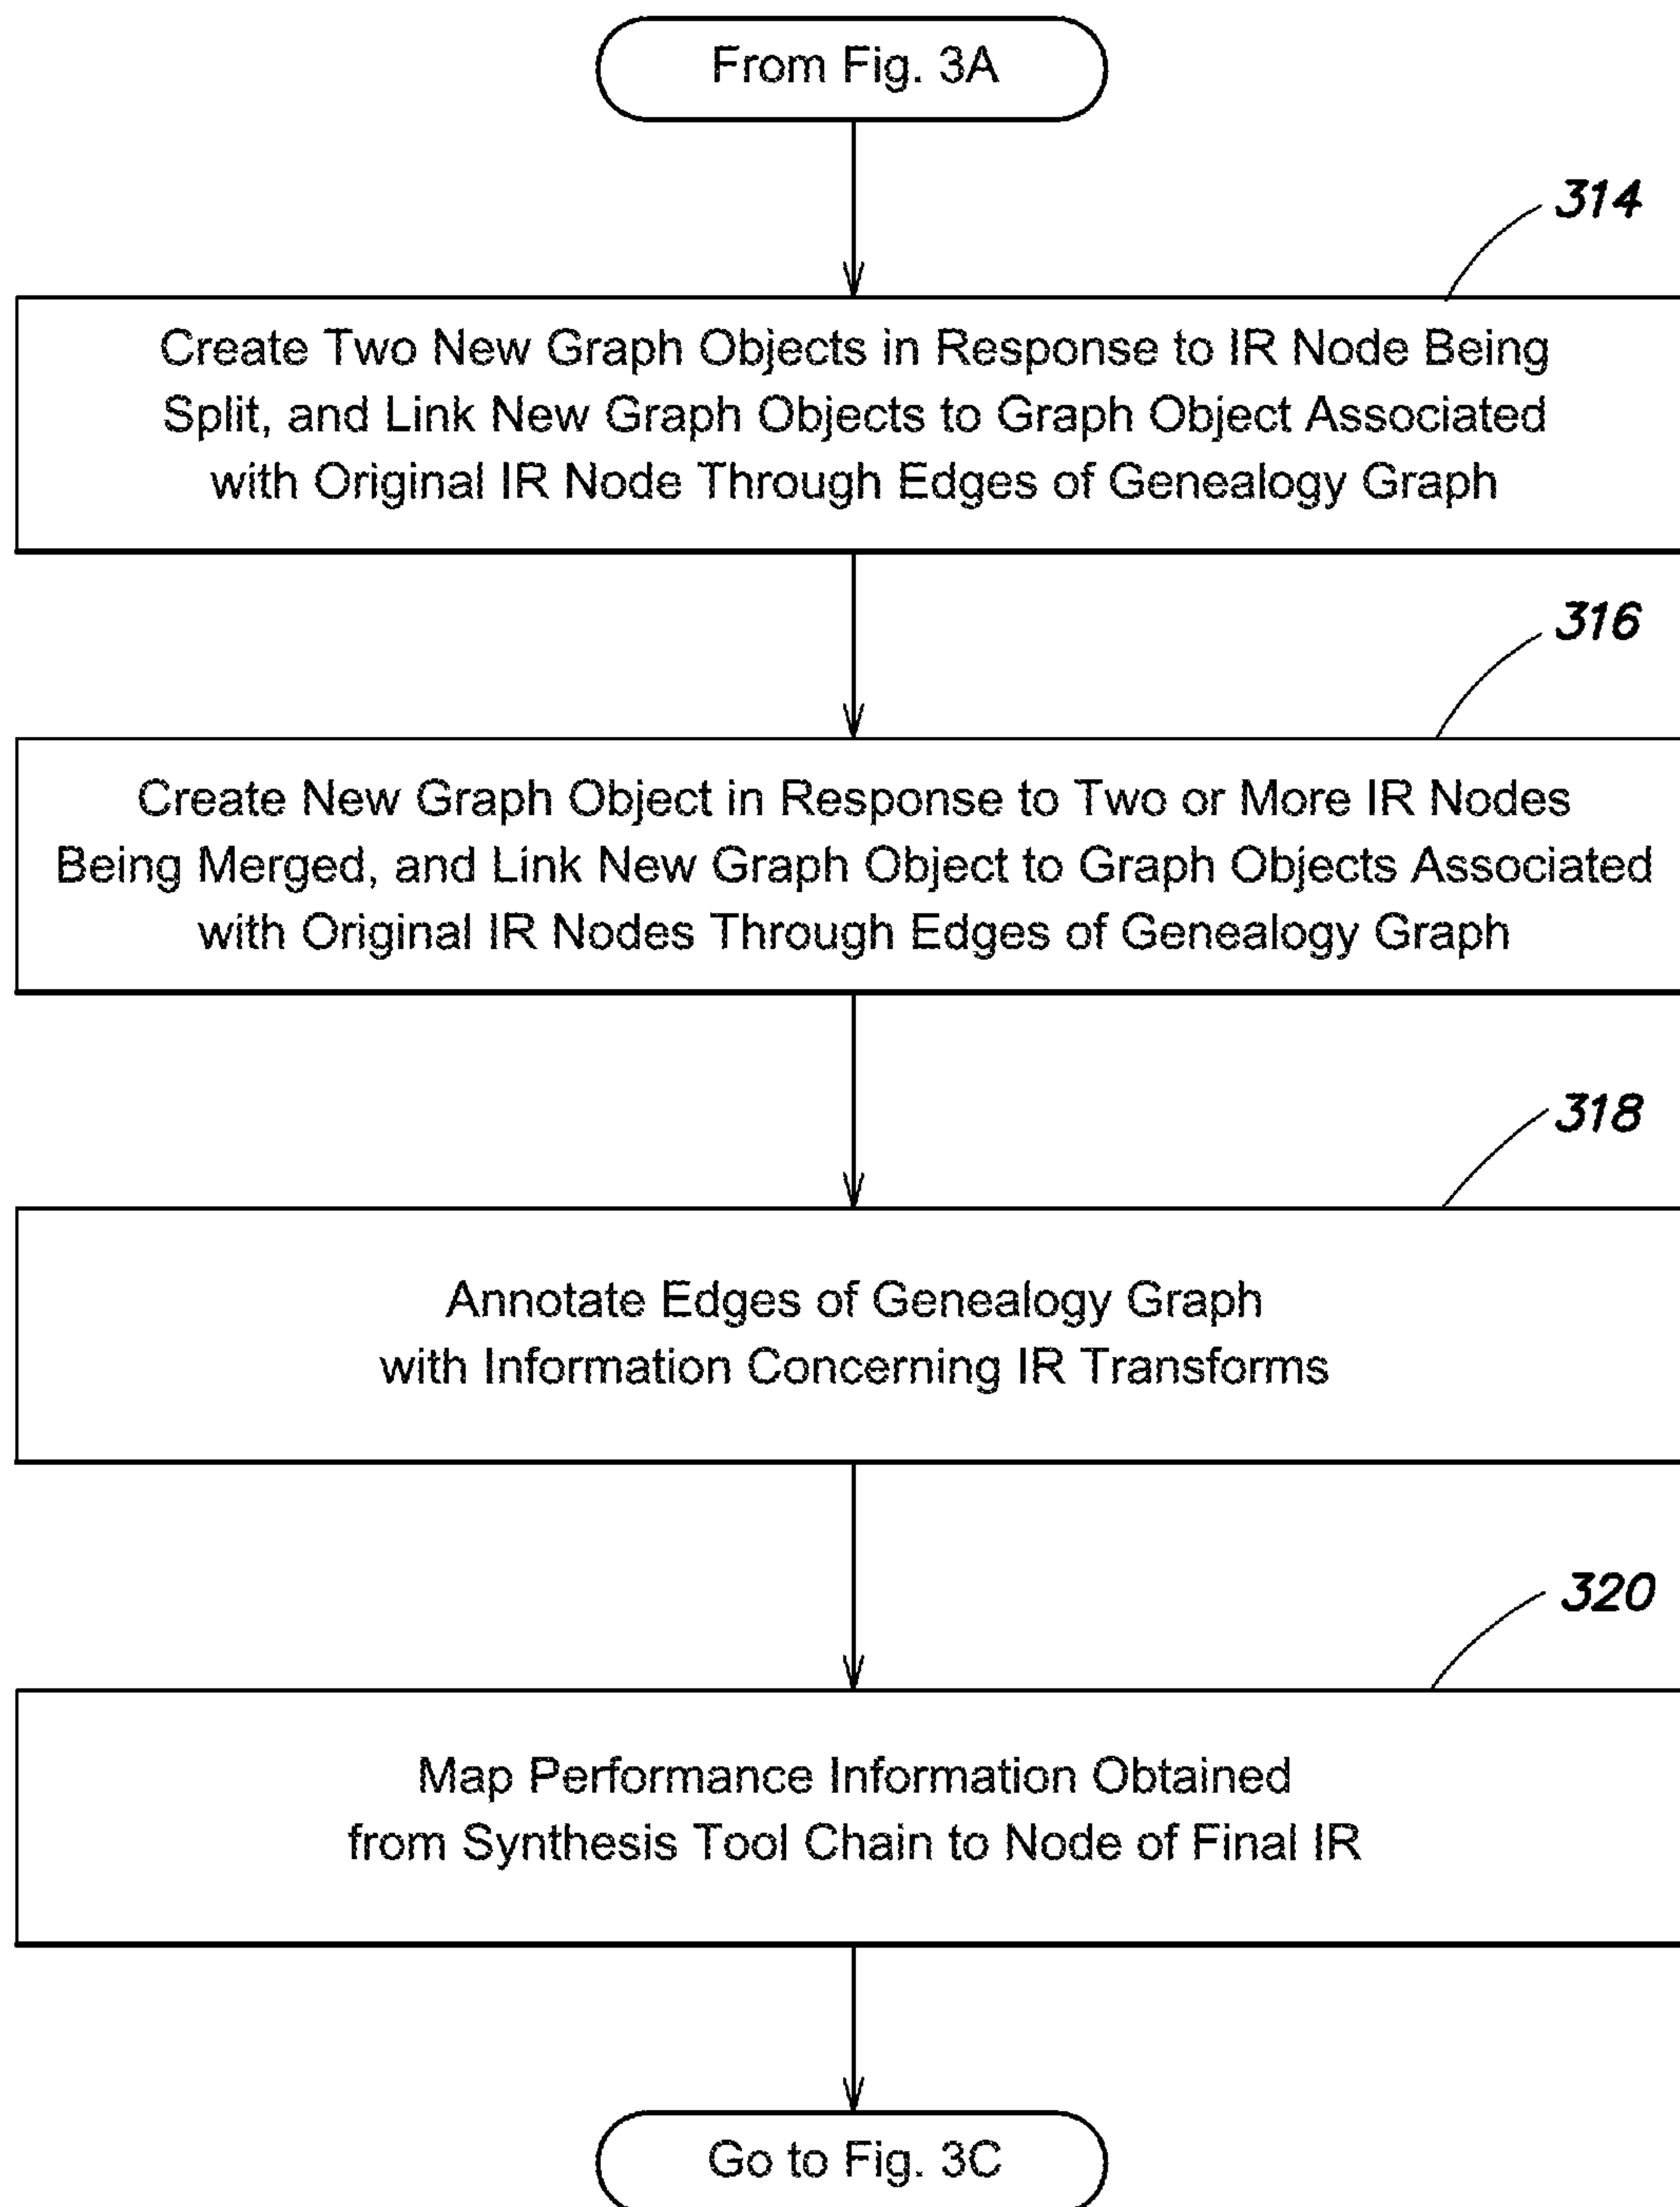 From Fig. 3A
314
Create Two New Graph Objects in Response to IR Node Being
Split, and Link New Graph Objects to Graph Object Associated
with Original IR Node Through Edges of Genealogy Graph
316
Create New Graph Object in Response to Two or More IR Nodes
Being Merged, and Link New Graph Object to Graph Objects Associated
with Original IR Nodes Through Edges of Genealogy Graph
318
Annotate Edges of Genealogy Graph
with Information Concerning IR Transforms
320
Map Performance Information Obtained
from Synthesis Tool Chain to Node of Final IR
Go to Fig. 3C